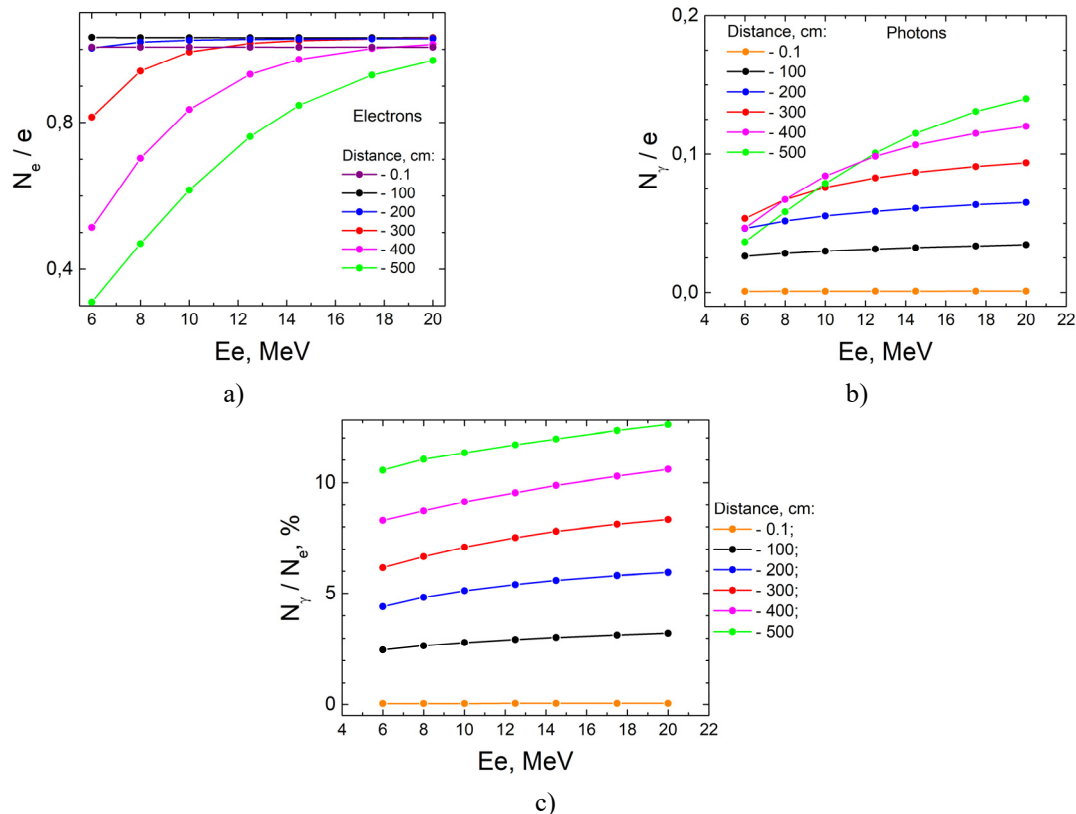 N_e / e
0,8
0,4
Electrons
Distance, cm:
- 0.1
- 100
- 200
- 300
- 400
- 500
6 8 10 12 14 16 18 20
Ee, MeV
a)
N_γ / e
0,2
0,1
0,0
Distance, cm: Photons
- 0.1
- 100
- 200
- 300
- 400
- 500
4 6 8 10 12 14 16 18 20 22
Ee, MeV
b)
N_γ / N_e, %
10
5
0
4 6 8 10 12 14 16 18 20 22
Ee, MeV
Distance, cm:
- 0.1;
- 100;
- 200;
- 300;
- 400;
- 500
c)